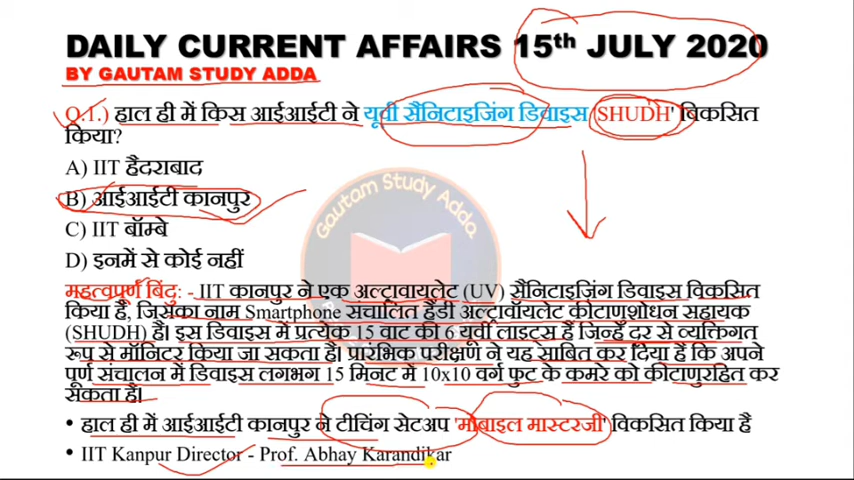 DAILY CURRENT AFFAIRS 15th JULY 2020
BY GAUTAM STUDY ADDA
Q.1.) हाल ही में किस आईआईटी ने यूवी सैनिटाइजिंग डिवाइस (SHUDH' विकसित
किया?
A) IIT हैदराबाद
B) आईआईटी कानपुर
C) IIT बॉम्बे
D) इनमें से कोई नहीं
Gautam Study Adda
महत्वपूर्ण बिंदु: - IIT कानपुर ने एक अल्ट्रावायलेट (UV) सैनिटाइजिंग डिवाइस विकसित
किया है, जिसका नाम Smartphone संचालित हैंडी अल्ट्रावॉयलेट कीटाणुशोधन सहायक
(SHUDH) है। इस डिवाइस में प्रत्येक 15 वाट की 6 यूवी लाइट्स हैं जिन्हें दूर से व्यक्तिगत
रूप से मॉनिटर किया जा सकता है। प्रारंभिक परीक्षण ने यह साबित कर दिया है कि अपने
पूर्ण संचालन में डिवाइस लगभग 15 मिनट में 10x10 वर्ग फुट के कमरे को कीटाणुरहित कर
सकता है।
• हाल ही में आईआईटी कानपुर ने टीचिंग सेटअप 'मोबाइल मास्टरजी' विकसित किया है
• IIT Kanpur Director - Prof. Abhay Karandikar